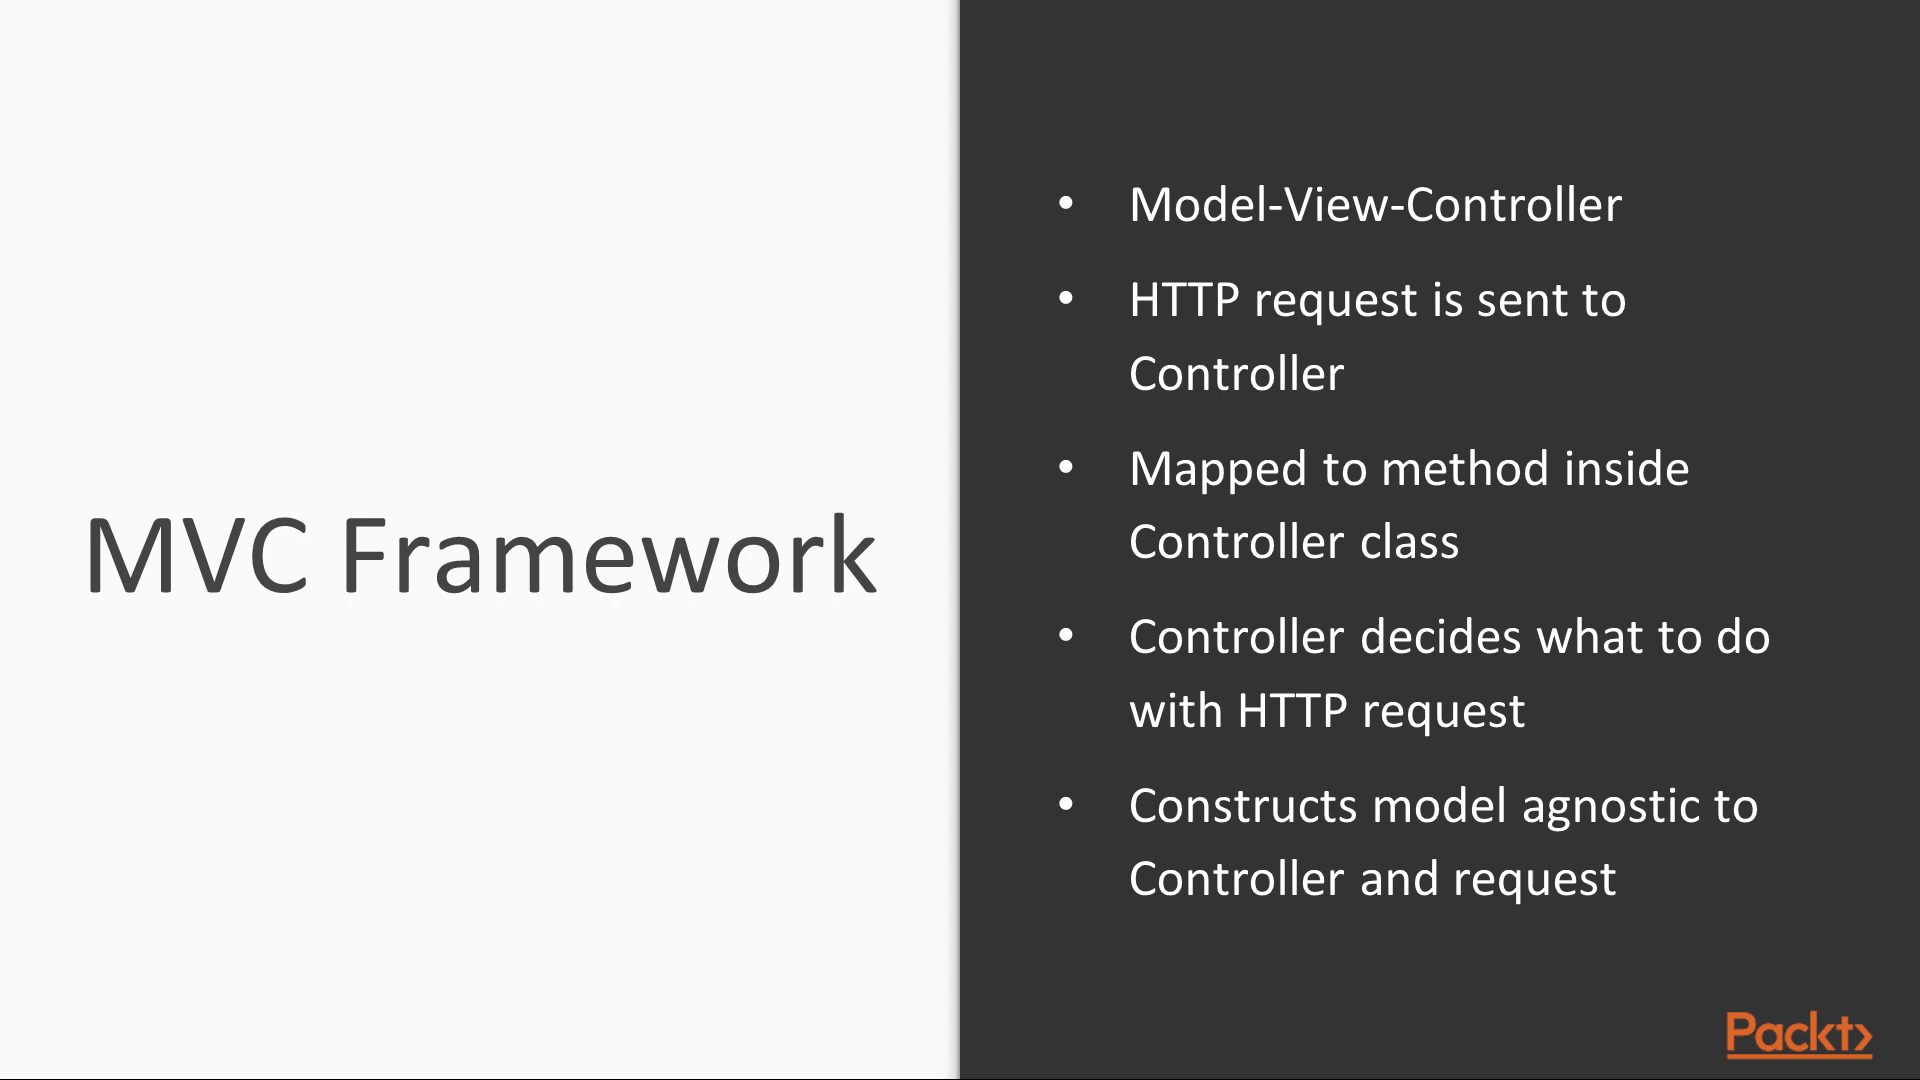 MVC Framework
• Model-View-Controller
• HTTP request is sent to
Controller
• Mapped to method inside
Controller class
• Controller decides what to do
with HTTP request
• Constructs model agnostic to
Controller and request
Packt>